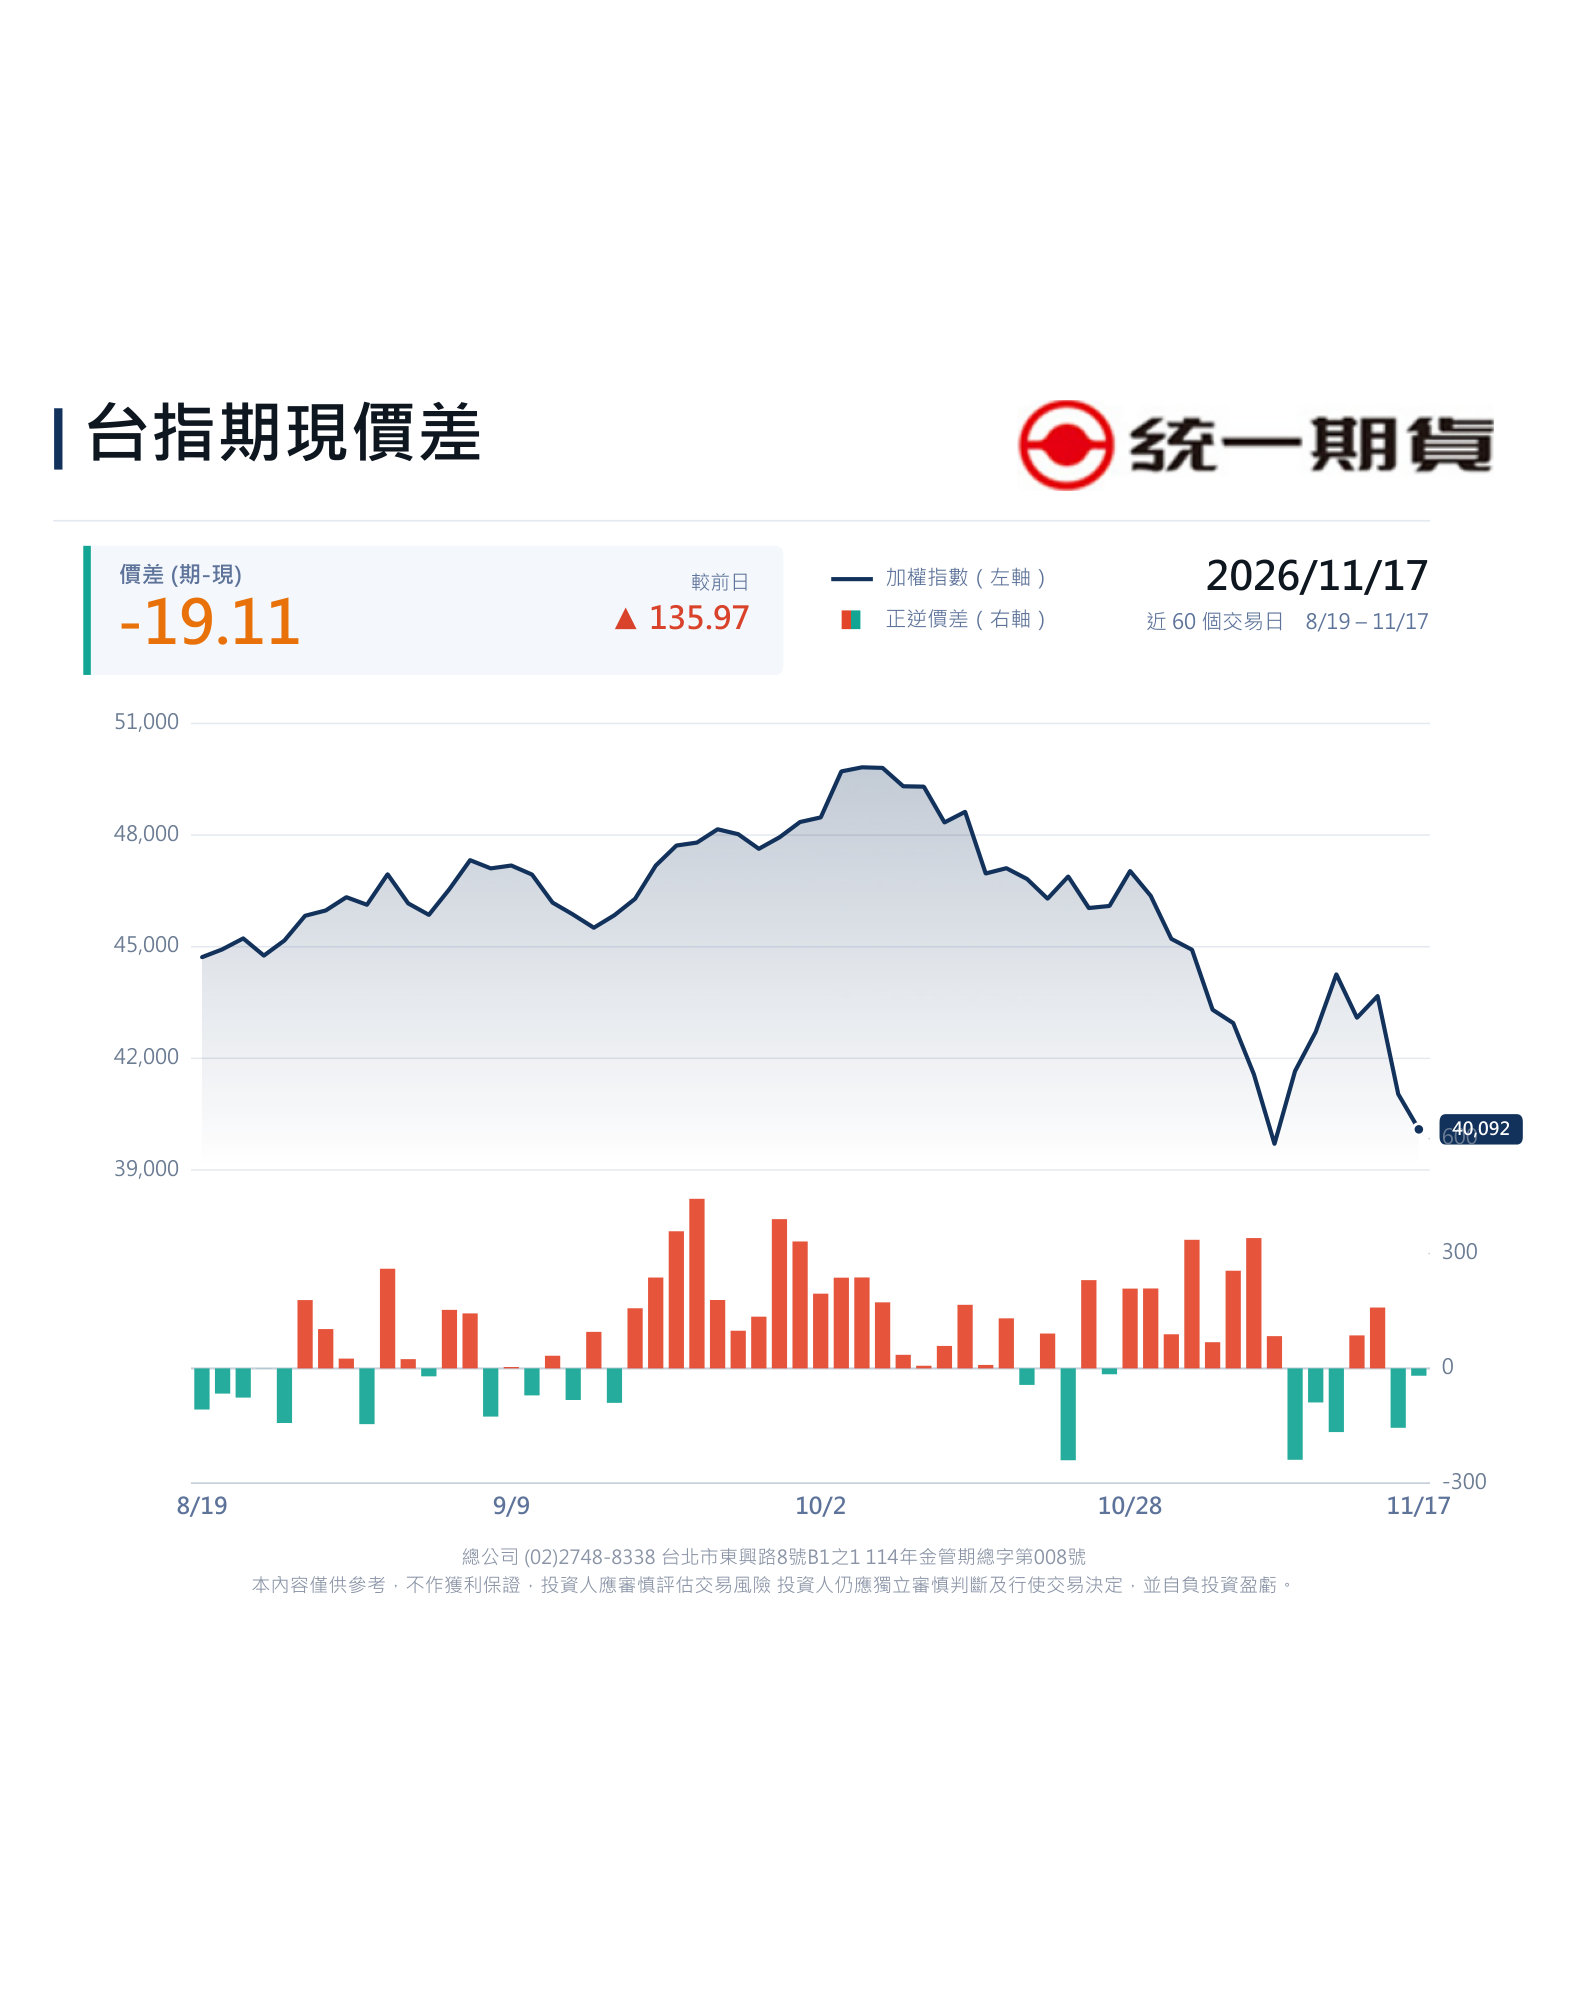 台指期現價差
統一期貨
價差 (期-現)
-19.11
較前日
▲ 135.97
加權指數 ( 左軸 )
正逆價差 ( 右軸 )
2026/11/17
近 60 個交易日 8/19 – 11/17
51,000
48,000
45,000
42,000
39,000
40,092
600
300
0
-300
8/19
9/9
10/2
10/28
11/17
總公司 (02)2748-8338 台北市東興路8號B1之1 114年金管期總字第008號
本內容僅供參考，不作獲利保證，投資人應審慎評估交易風險 投資人仍應獨立審慎判斷及行使交易決定，並自負投資盈虧。